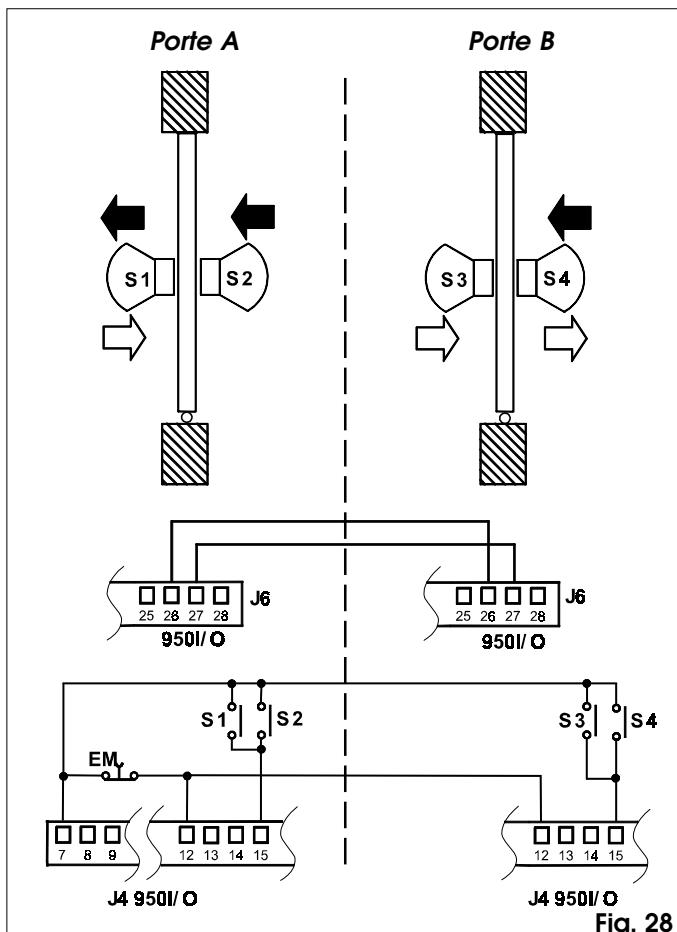 Porte A Porte B
S1 S2 S3 S4
25 26 27 28 J6 25 26 27 28 J6
950I/O 950I/O
S1 S2 S3 S4
EM
7 8 9 12 13 14 15 12 13 14 15
J4 950I/O J4 950I/O
Fig. 28